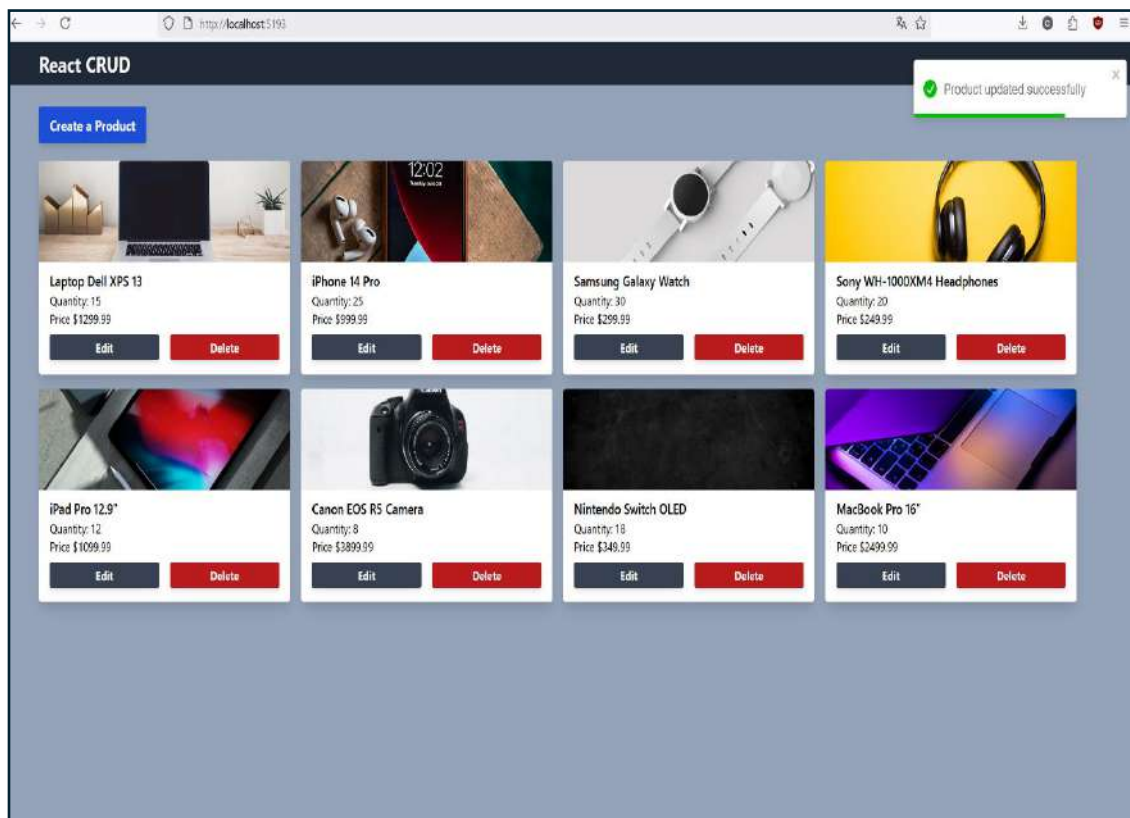 http://localhost:5193
React CRUD
Product updated successfully
Create a Product
12:02
Laptop Dell XPS 13
Quantity: 15
Price $1299.99
Edit Delete
iPhone 14 Pro
Quantity: 25
Price $999.99
Edit Delete
Samsung Galaxy Watch
Quantity: 30
Price $299.99
Edit Delete
Sony WH-1000XM4 Headphones
Quantity: 20
Price $249.99
Edit Delete
iPad Pro 12.9"
Quantity: 12
Price $1099.99
Edit Delete
Canon EOS R5 Camera
Quantity: 8
Price $3899.99
Edit Delete
Nintendo Switch OLED
Quantity: 18
Price $349.99
Edit Delete
MacBook Pro 16"
Quantity: 10
Price $2499.99
Edit Delete